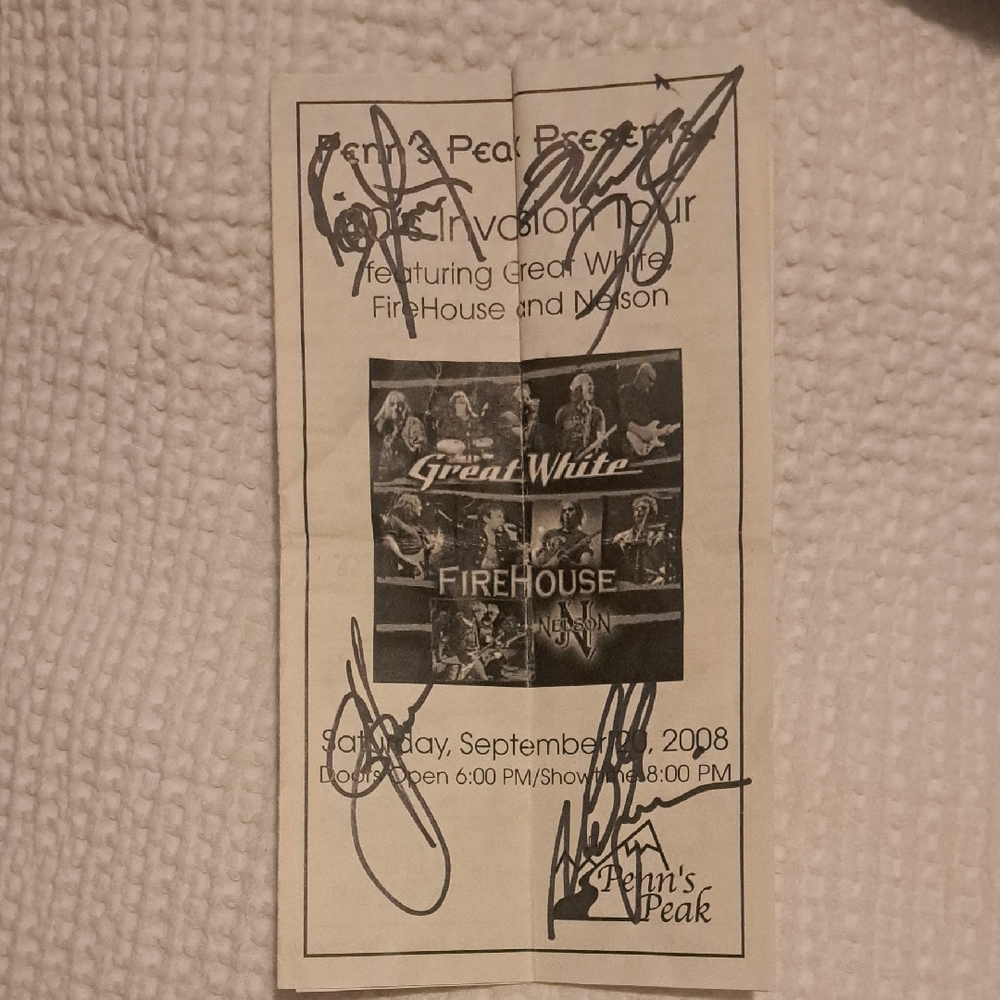 Penn's Peak Presents...
80's Invasion Tour
featuring Great White,
FireHouse and Nelson
Great White
FIREHOUSE
NELSON
N
Saturday, September 20, 2008
Doors Open 6:00 PM/Showtime 8:00 PM
Penn's
Peak